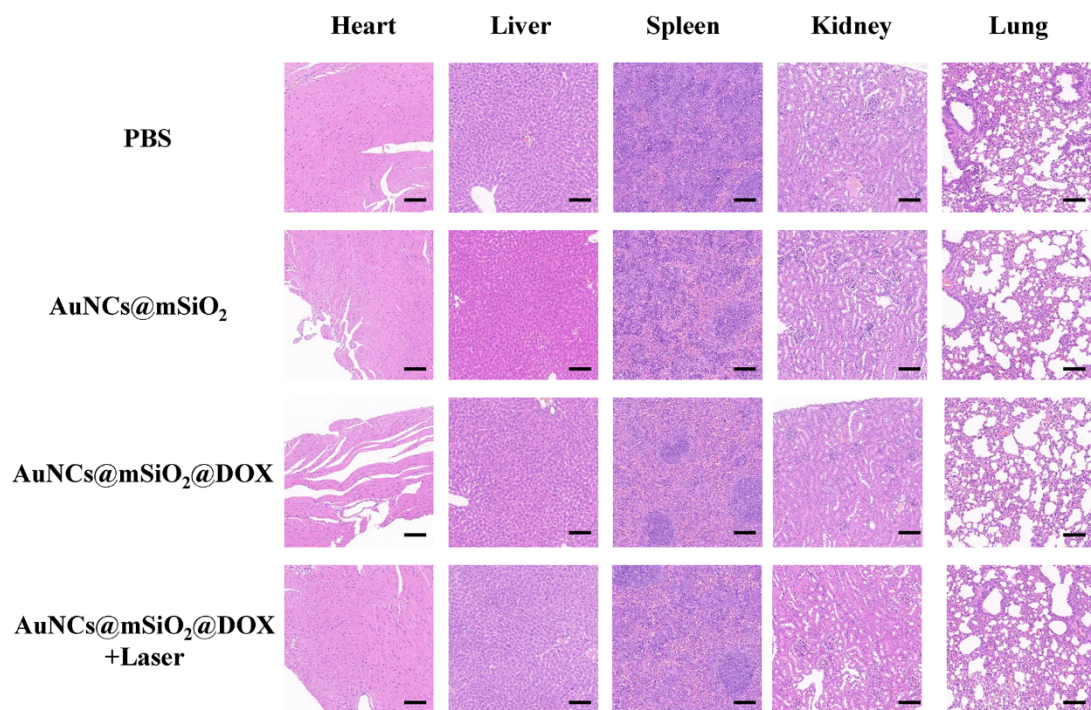 Heart Liver Spleen Kidney Lung
PBS
AuNCs@mSiO₂
AuNCs@mSiO₂@DOX
AuNCs@mSiO₂@DOX
+Laser